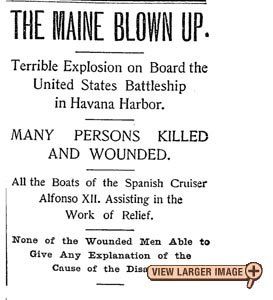 THE MAINE BLOWN UP.
Terrible Explosion on Board the
United States Battleship
in Havana Harbor.
MANY PERSONS KILLED
AND WOUNDED.
All the Boats of the Spanish Cruiser
Alfonso XII. Assisting in the
Work of Relief.
None of the Wounded Men Able to
Give Any Explanation of the
Cause of the
VIEW LARGER IMAGE